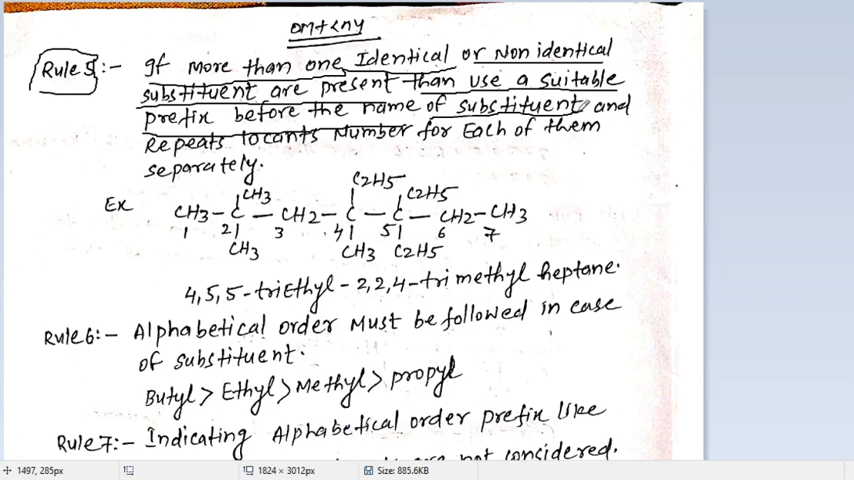 Rule 5:- If More than one Identical or Non identical
substituent are present than use a suitable
prefix before the name of substituent and
Repeats locants Number for Each of them
separately.
C2H5
Ex CH3 C2H5
CH3-C-CH2-C-C-CH2-CH3
1 2 3 4 5 6 7
CH3 CH3 C2H5
4,5,5-triEthyl-2,2,4-trimethyl heptane.
Rule 6:- Alphabetical order Must be followed in case
of substituent.
Butyl > Ethyl > Methyl > propyl
Rule 7:- Indicating Alphabetical order prefix like
are not considered.
1497, 285px 1824 × 3012px Size: 885.6KB